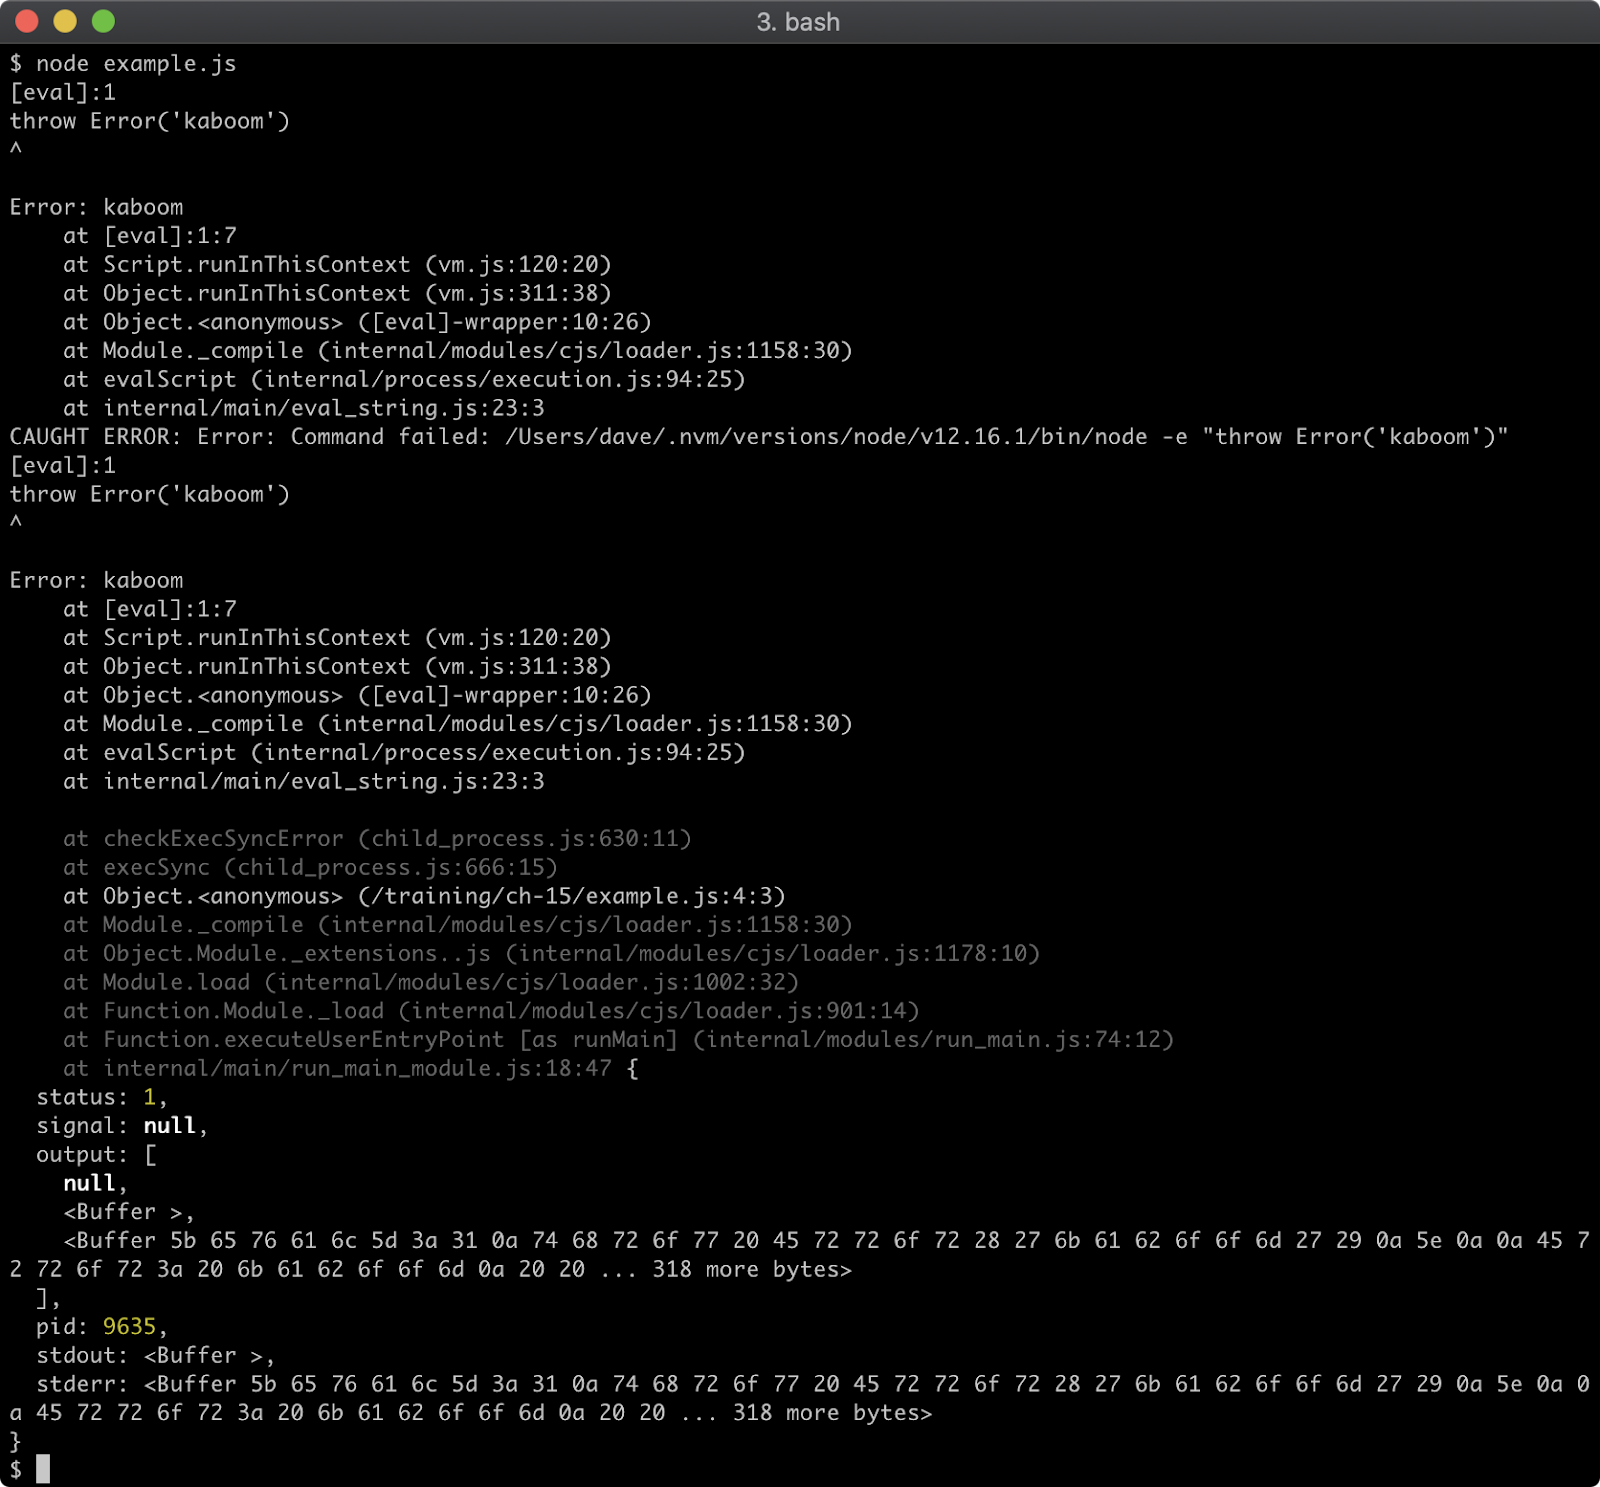 3. bash
$ node example.js
[eval]:1
throw Error('kaboom')
^
Error: kaboom
    at [eval]:1:7
    at Script.runInThisContext (vm.js:120:20)
    at Object.runInThisContext (vm.js:311:38)
    at Object.<anonymous> ([eval]-wrapper:10:26)
    at Module._compile (internal/modules/cjs/loader.js:1158:30)
    at evalScript (internal/process/execution.js:94:25)
    at internal/main/eval_string.js:23:3
CAUGHT ERROR: Error: Command failed: /Users/dave/.nvm/versions/node/v12.16.1/bin/node -e "throw Error('kaboom')"
[eval]:1
throw Error('kaboom')
^
Error: kaboom
    at [eval]:1:7
    at Script.runInThisContext (vm.js:120:20)
    at Object.runInThisContext (vm.js:311:38)
    at Object.<anonymous> ([eval]-wrapper:10:26)
    at Module._compile (internal/modules/cjs/loader.js:1158:30)
    at evalScript (internal/process/execution.js:94:25)
    at internal/main/eval_string.js:23:3
    at checkExecSyncError (child_process.js:630:11)
    at execSync (child_process.js:666:15)
    at Object.<anonymous> (/training/ch-15/example.js:4:3)
    at Module._compile (internal/modules/cjs/loader.js:1158:30)
    at Object.Module._extensions..js (internal/modules/cjs/loader.js:1178:10)
    at Module.load (internal/modules/cjs/loader.js:1002:32)
    at Function.Module._load (internal/modules/cjs/loader.js:901:14)
    at Function.executeUserEntryPoint [as runMain] (internal/modules/run_main.js:74:12)
    at internal/main/run_main_module.js:18:47 {
  status: 1,
  signal: null,
  output: [
    null,
    <Buffer >,
    <Buffer 5b 65 76 61 6c 5d 3a 31 0a 74 68 72 6f 77 20 45 72 72 6f 72 28 27 6b 61 62 6f 6f 6d 27 29 0a 5e 0a 0a 45 7
2 72 6f 72 3a 20 6b 61 62 6f 6f 6d 0a 20 20 ... 318 more bytes>
  ],
  pid: 9635,
  stdout: <Buffer >,
  stderr: <Buffer 5b 65 76 61 6c 5d 3a 31 0a 74 68 72 6f 77 20 45 72 72 6f 72 28 27 6b 61 62 6f 6f 6d 27 29 0a 5e 0a 0
a 45 72 72 6f 72 3a 20 6b 61 62 6f 6f 6d 0a 20 20 ... 318 more bytes>
}
$